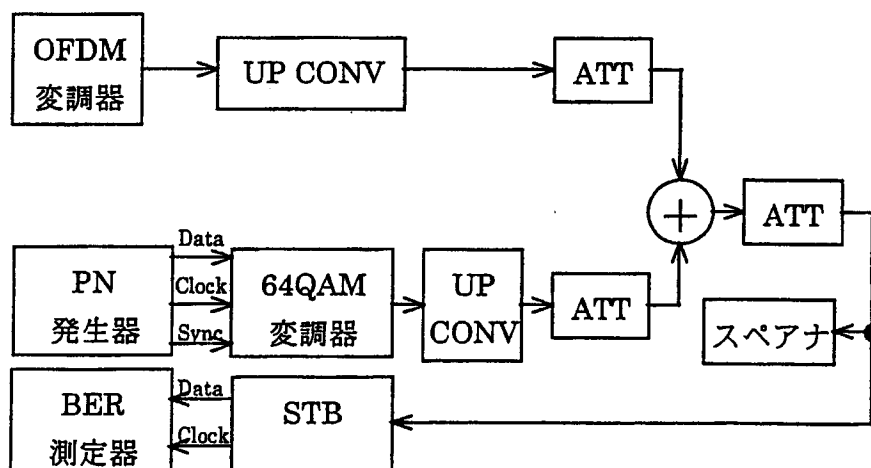 OFDM
変調器
UP CONV
ATT
ATT
Data
PN
発生器
Clock
Sync
64QAM
変調器
UP
CONV
ATT
スペアナ
BER
測定器
Data
Clock
STB